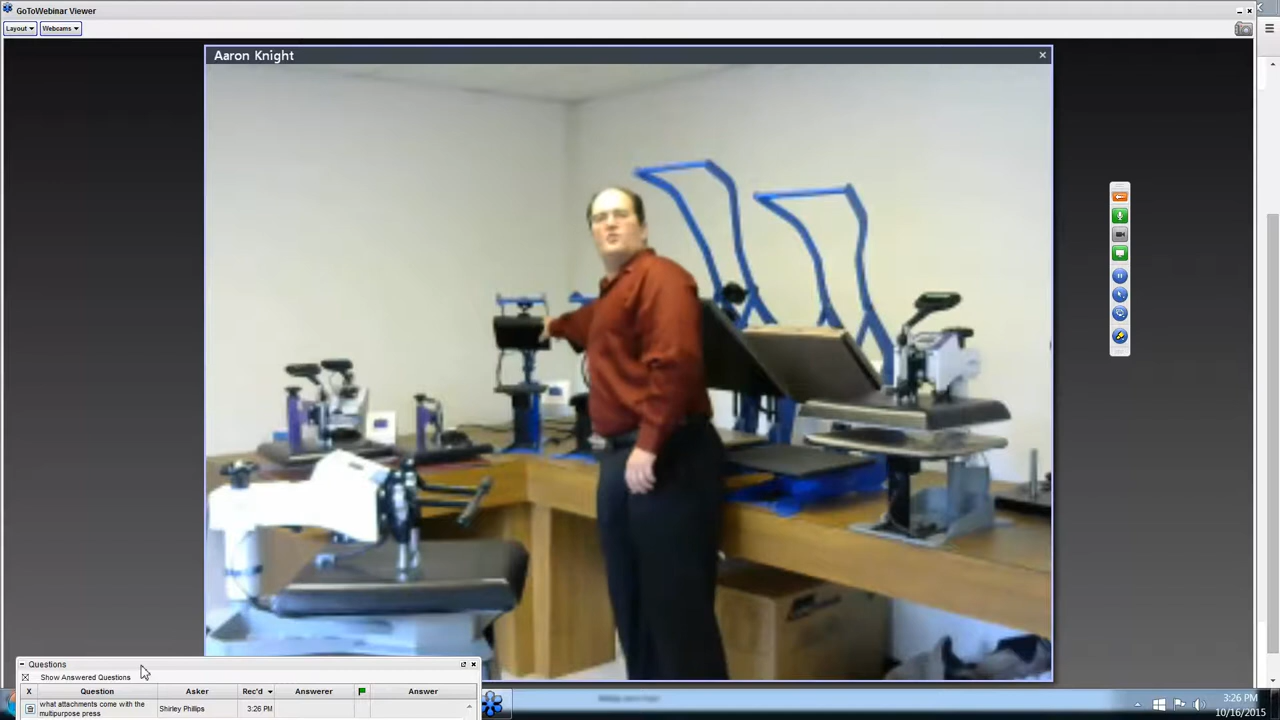 GoToWebinar Viewer
Layout
Webcams
Aaron Knight
Questions
Show Answered Questions
X Question Asker Rec'd Answerer Answer
what attachments come with the
multipurpose press
Shirley Phillips
3:26 PM
3:26 PM
10/16/2015